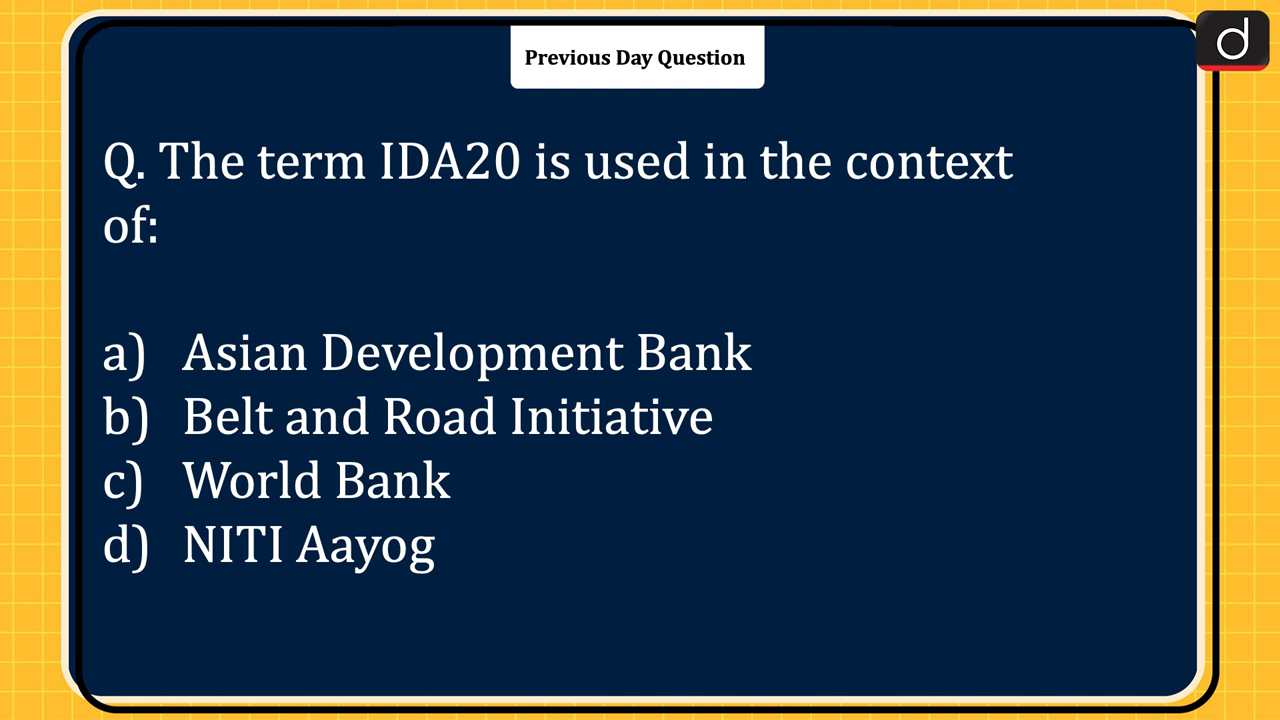 Previous Day Question
d
Q. The term IDA20 is used in the context
of:
a) Asian Development Bank
b) Belt and Road Initiative
c) World Bank
d) NITI Aayog